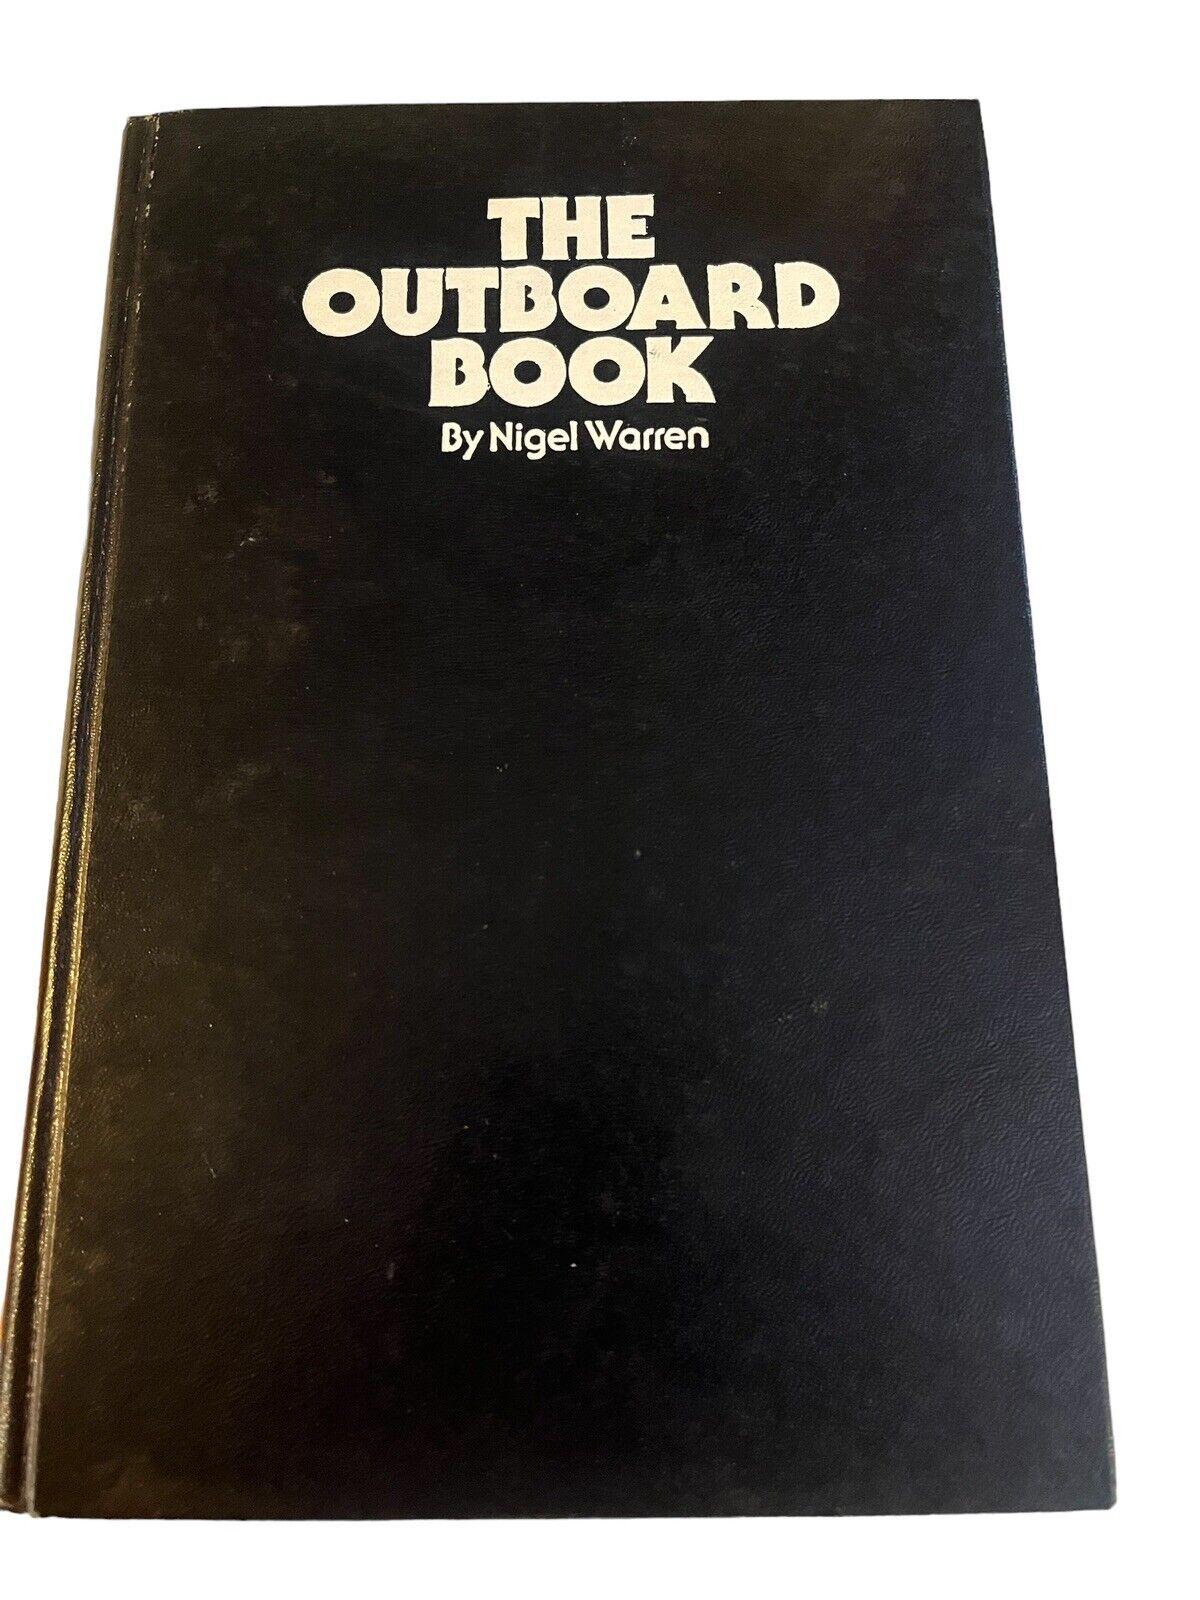 THE
OUTBOARD
BOOK
By Nigel Warren